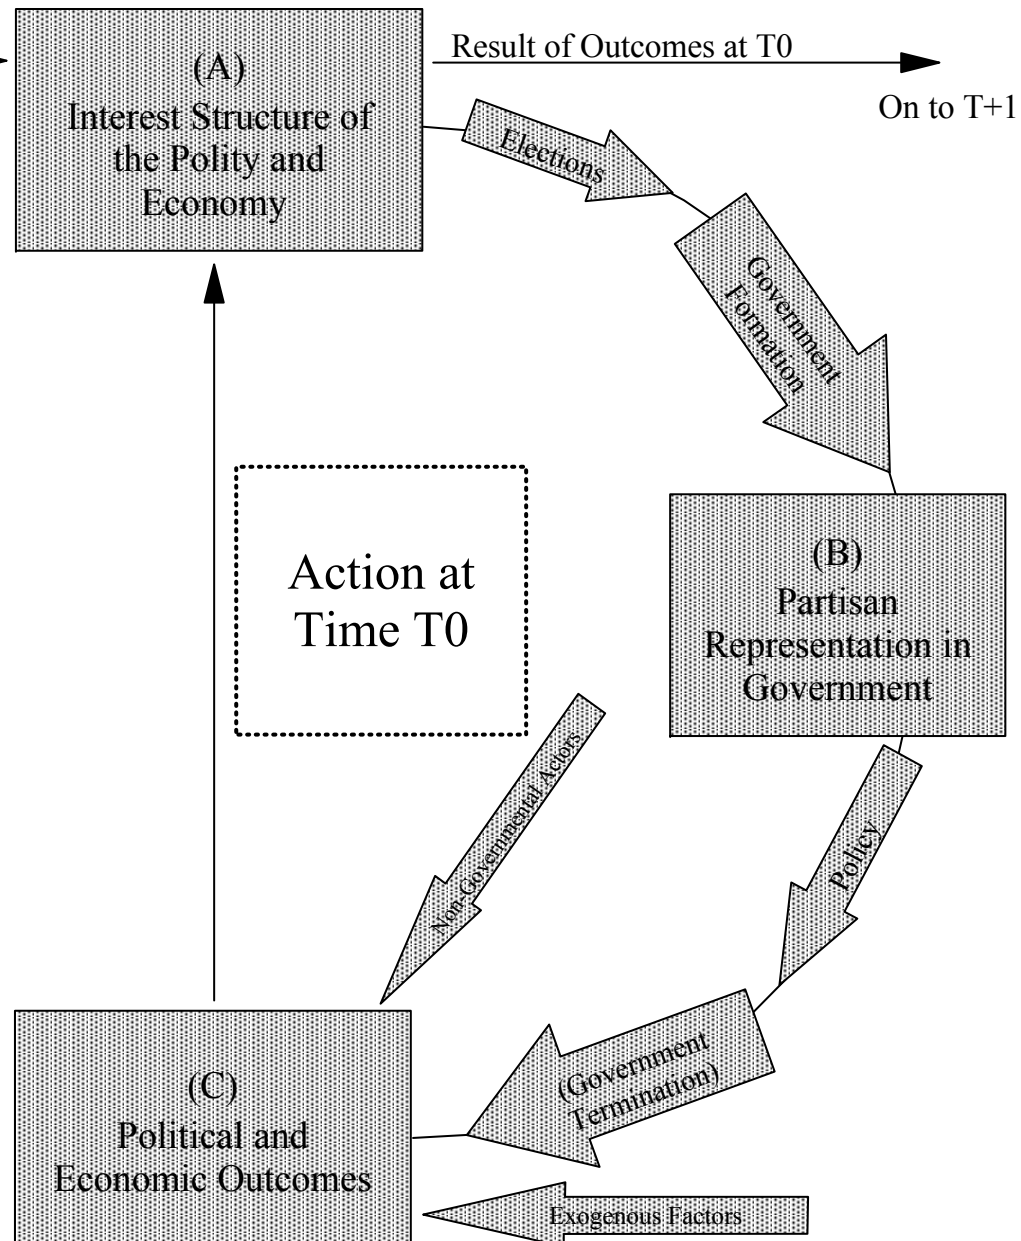 (A)
Interest Structure of
the Polity and
Economy
Result of Outcomes at T0
On to T+1
Elections
Government
Formation
(B)
Partisan
Representation in
Government
Action at
Time T0
Non-Governmental Actors
Policy
(Government
Termination)
(C)
Political and
Economic Outcomes
Exogenous Factors